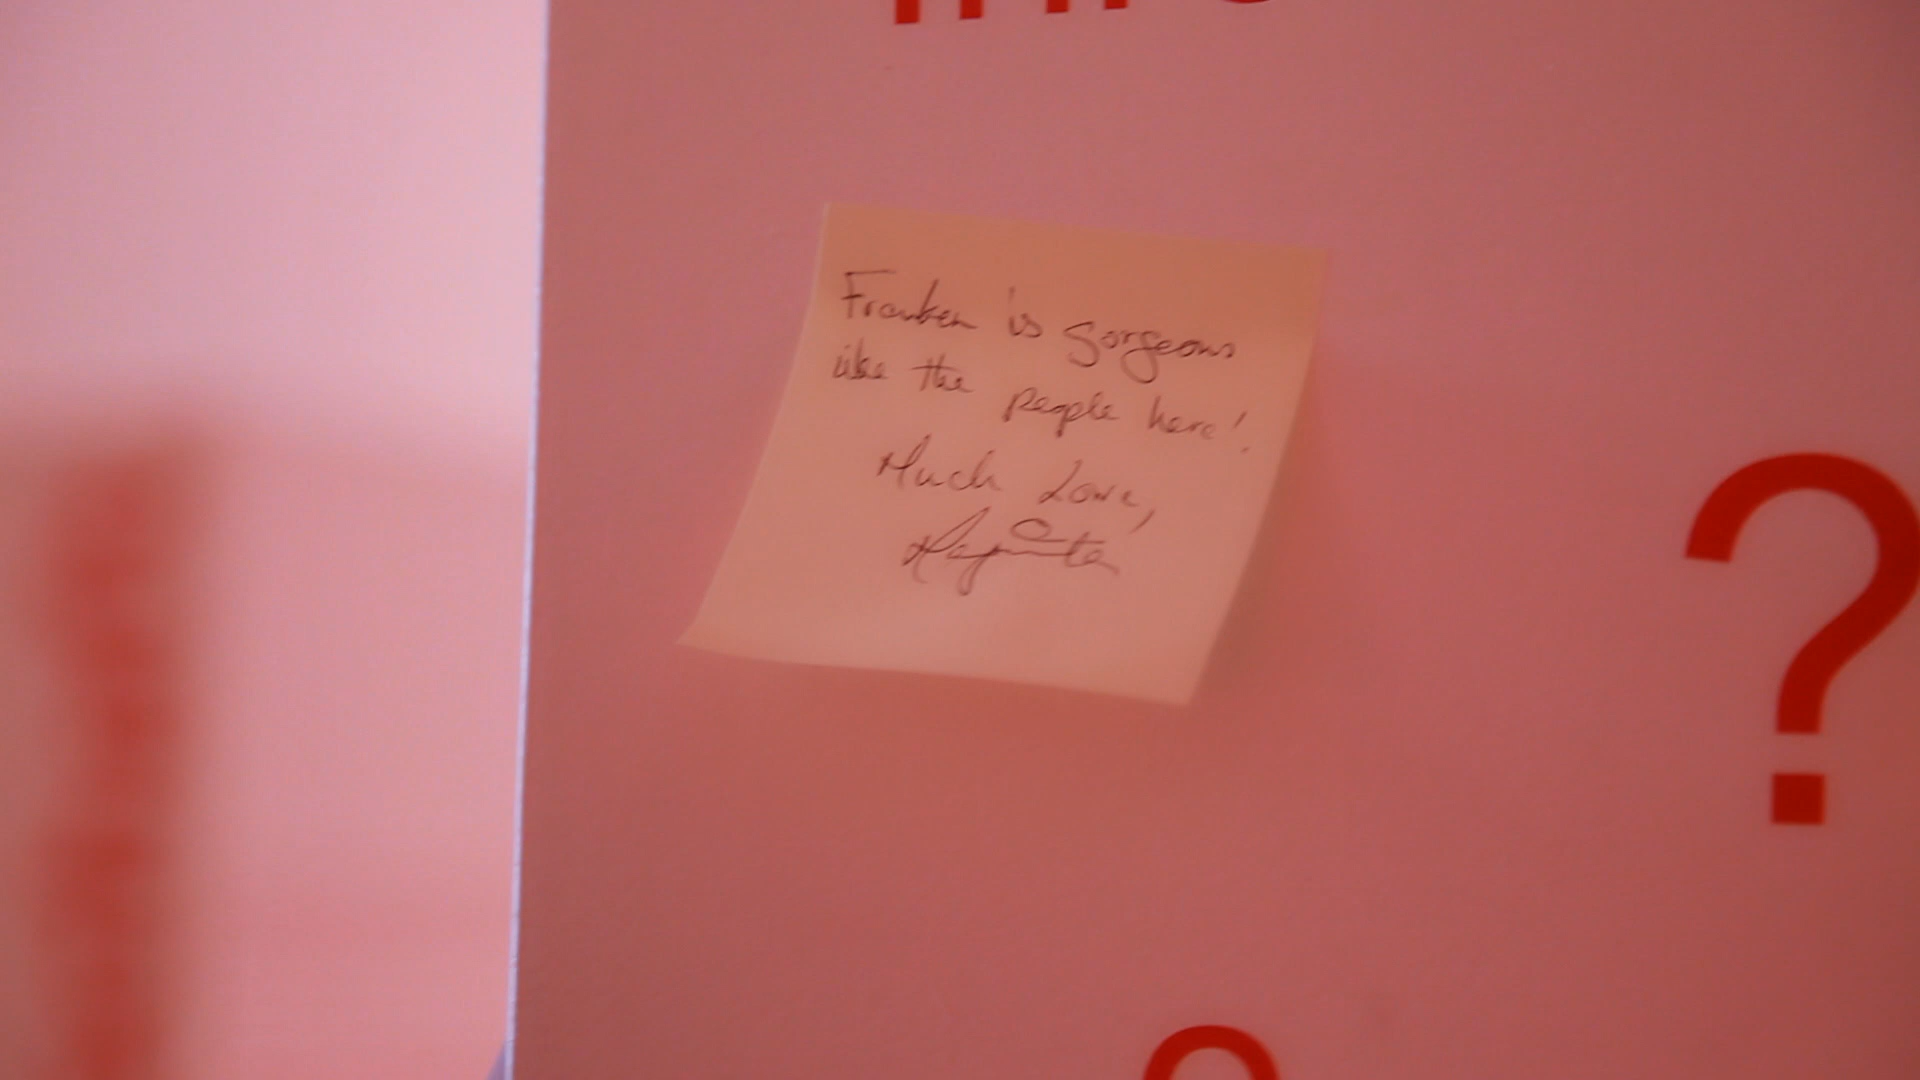 Franken is gorgeous
like the people here!
Much Love,
?